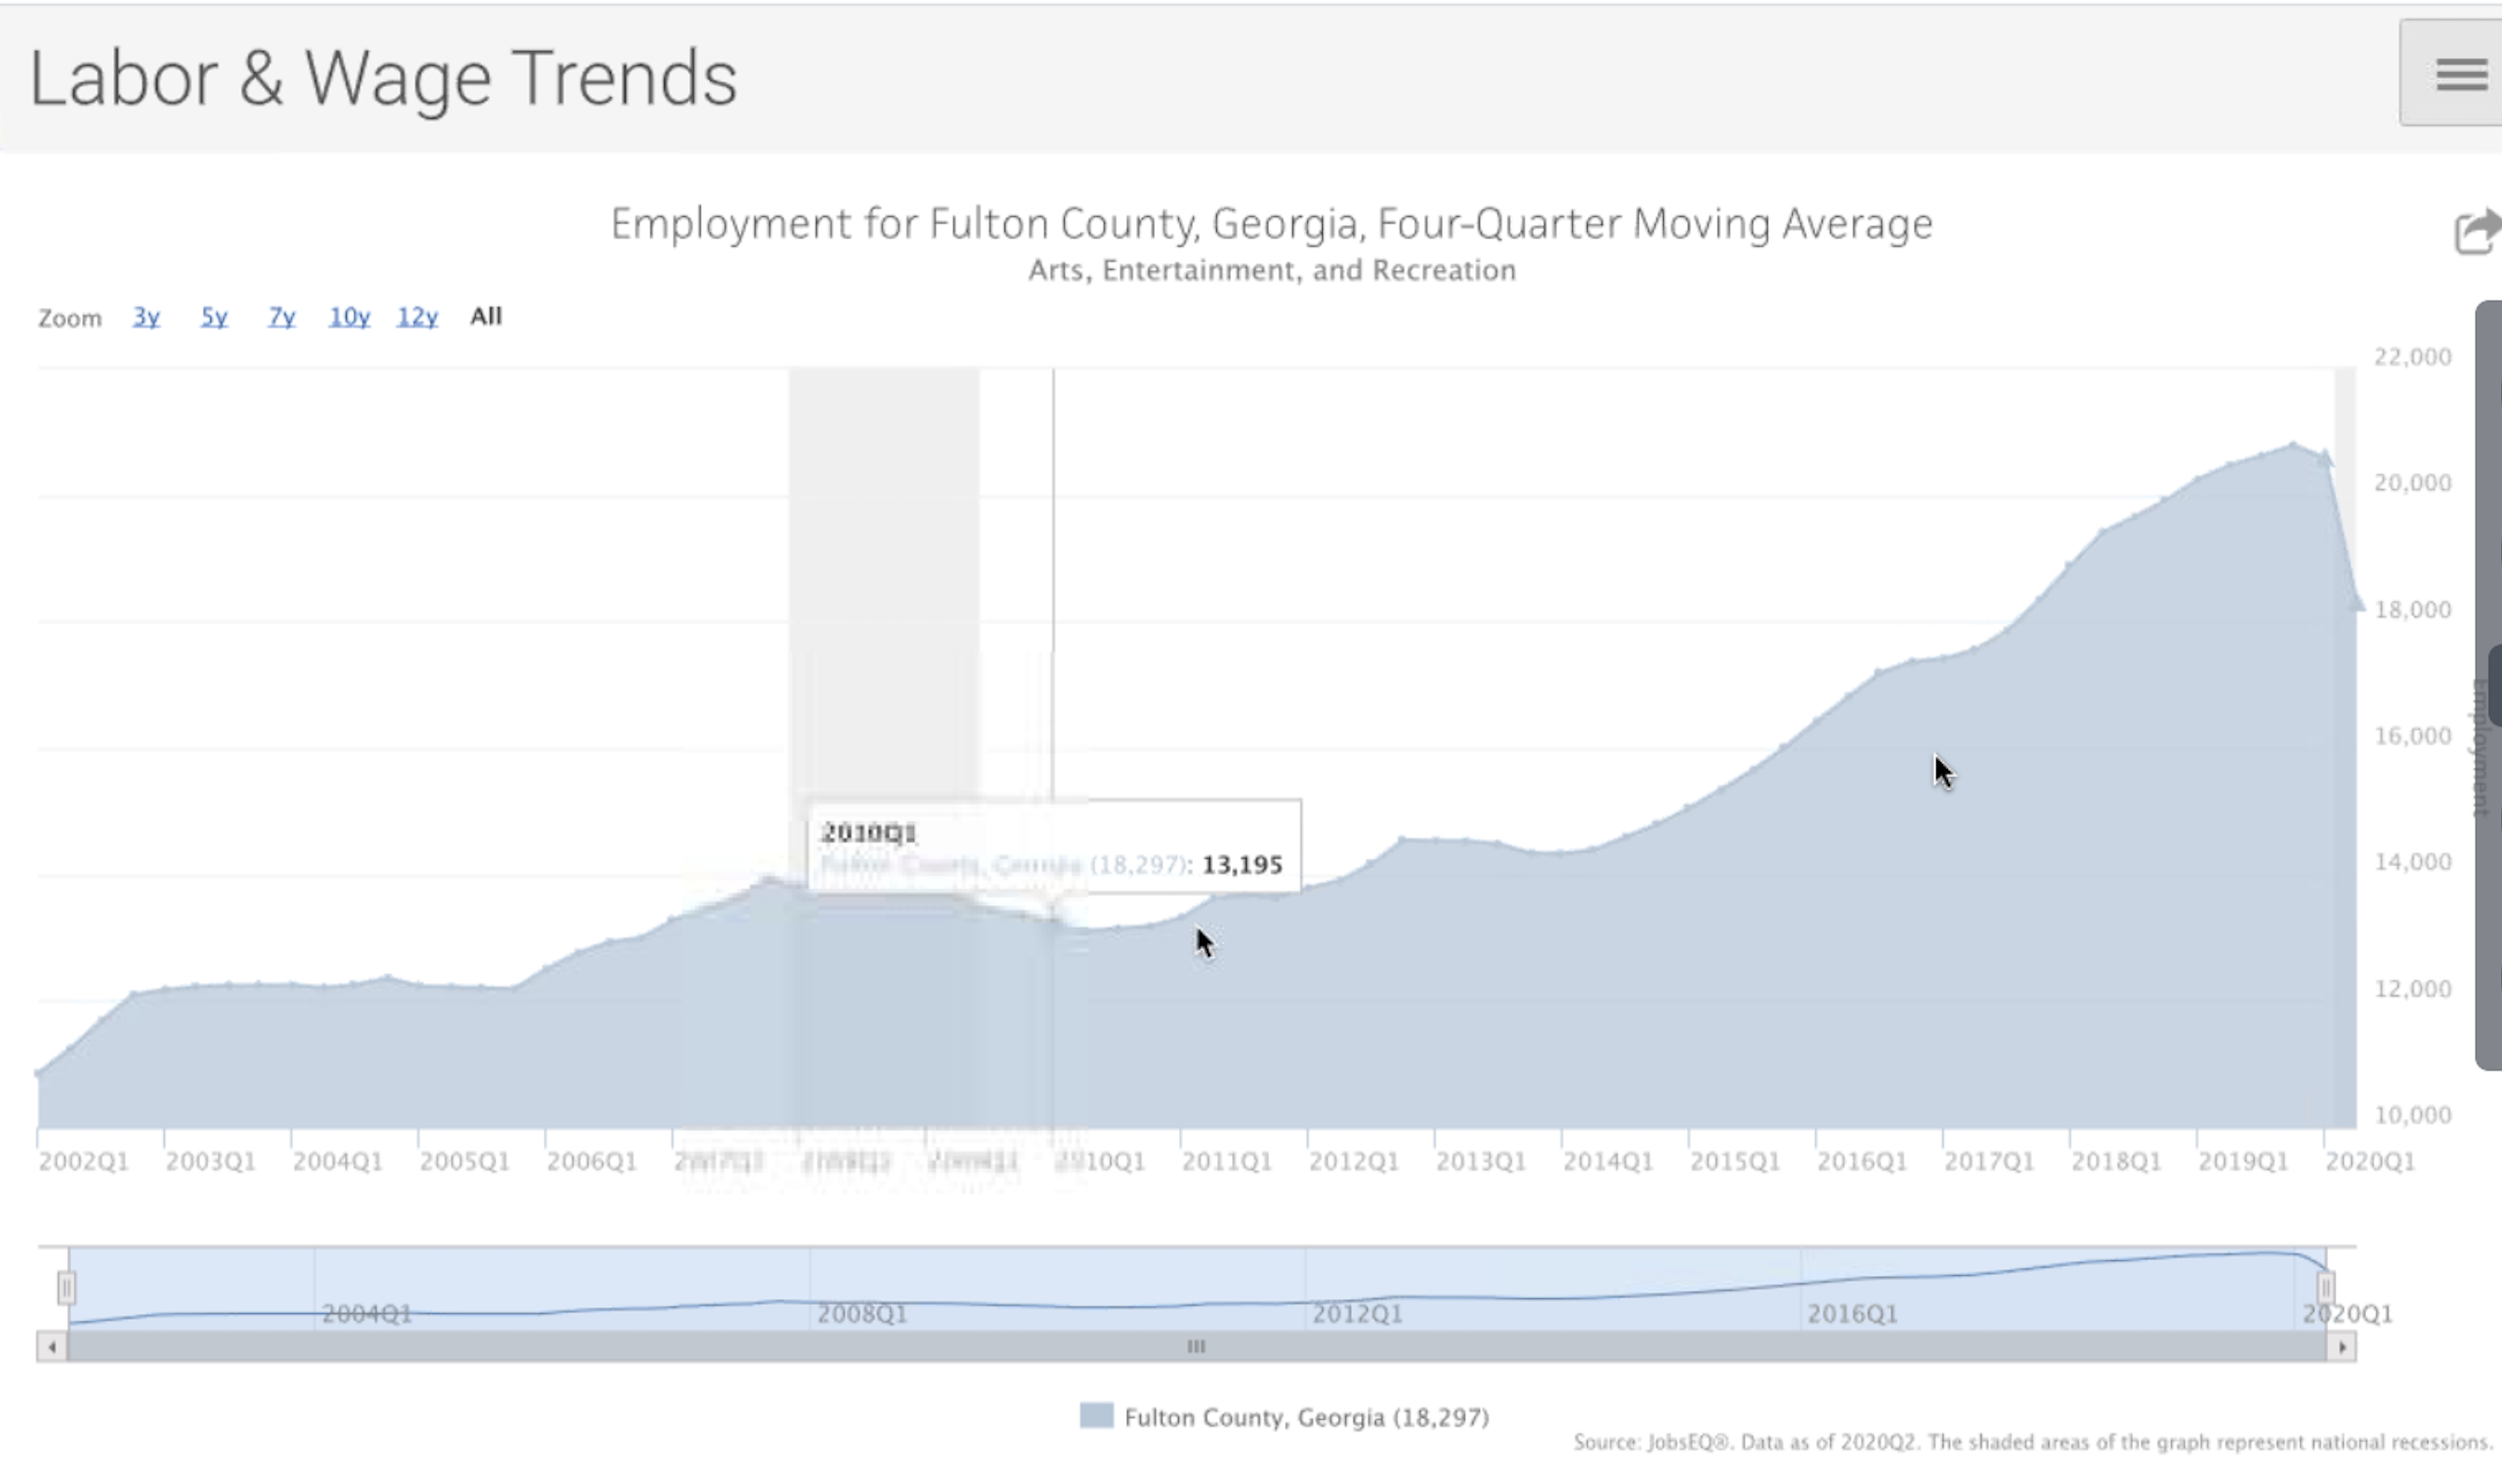 Labor & Wage Trends
Employment for Fulton County, Georgia, Four-Quarter Moving Average
Arts, Entertainment, and Recreation
Zoom 3y 5y 7y 10y 12y All
22,000
20,000
18,000
16,000
14,000
12,000
10,000
Employment
2010Q1
Fulton County, Georgia (18,297): 13,195
2002Q1 2003Q1 2004Q1 2005Q1 2006Q1 2007Q1 2008Q1 2009Q1 2010Q1 2011Q1 2012Q1 2013Q1 2014Q1 2015Q1 2016Q1 2017Q1 2018Q1 2019Q1 2020Q1
2004Q1 2008Q1 2012Q1 2016Q1 2020Q1
Fulton County, Georgia (18,297)
Source: JobsEQ®. Data as of 2020Q2. The shaded areas of the graph represent national recessions.